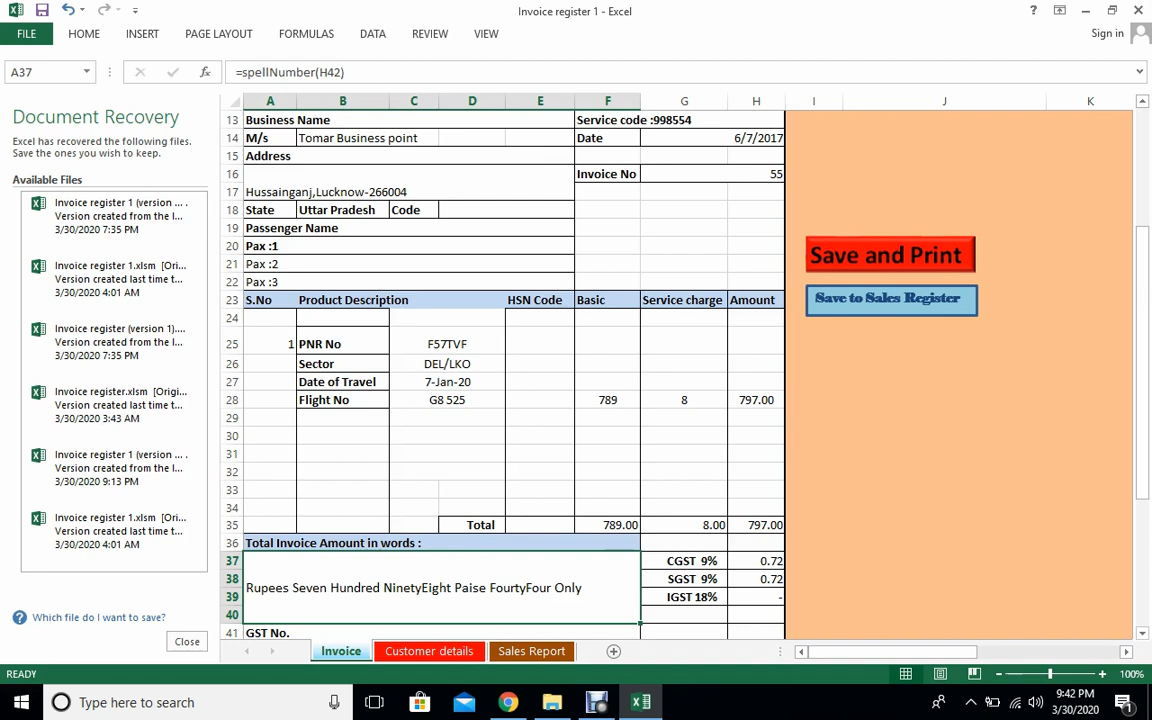 Invoice register 1 - Excel
FILE HOME INSERT PAGE LAYOUT FORMULAS DATA REVIEW VIEW Sign in
A37 =spellNumber(H42)
Document Recovery
Excel has recovered the following files.
Save the ones you wish to keep.
Available Files
Invoice register 1 (version ... .
Version created from the l...
3/30/2020 7:35 PM
Invoice register 1.xlsm [Ori...
Version created last time t...
3/30/2020 4:01 AM
Invoice register (version 1)....
Version created from the l...
3/30/2020 7:35 PM
Invoice register.xlsm [Origi...
Version created last time t...
3/30/2020 3:43 AM
Invoice register 1 (version ... .
Version created from the l...
3/30/2020 9:13 PM
Invoice register 1.xlsm [Ori...
Version created last time t...
3/30/2020 4:01 AM
Which file do I want to save?
Close
A B C D E F G H I J K
13 Business Name Service code :998554
14 M/s Tomar Business point Date 6/7/2017
15 Address
16 Invoice No 55
17 Hussainganj,Lucknow-266004
18 State Uttar Pradesh Code
19 Passenger Name
20 Pax :1
21 Pax :2
22 Pax :3
23 S.No Product Description HSN Code Basic Service charge Amount
24
25 1 PNR No F57TVF
26 Sector DEL/LKO
27 Date of Travel 7-Jan-20
28 Flight No G8 525 789 8 797.00
29
30
31
32
33
34
35 Total 789.00 8.00 797.00
36 Total Invoice Amount in words :
37 CGST 9% 0.72
38 SGST 9% 0.72
Rupees Seven Hundred NinetyEight Paise FourtyFour Only
39 IGST 18% -
40
41 GST No.
Save and Print
Save to Sales Register
Invoice Customer details Sales Report
READY 100%
Type here to search
9:42 PM
3/30/2020
1